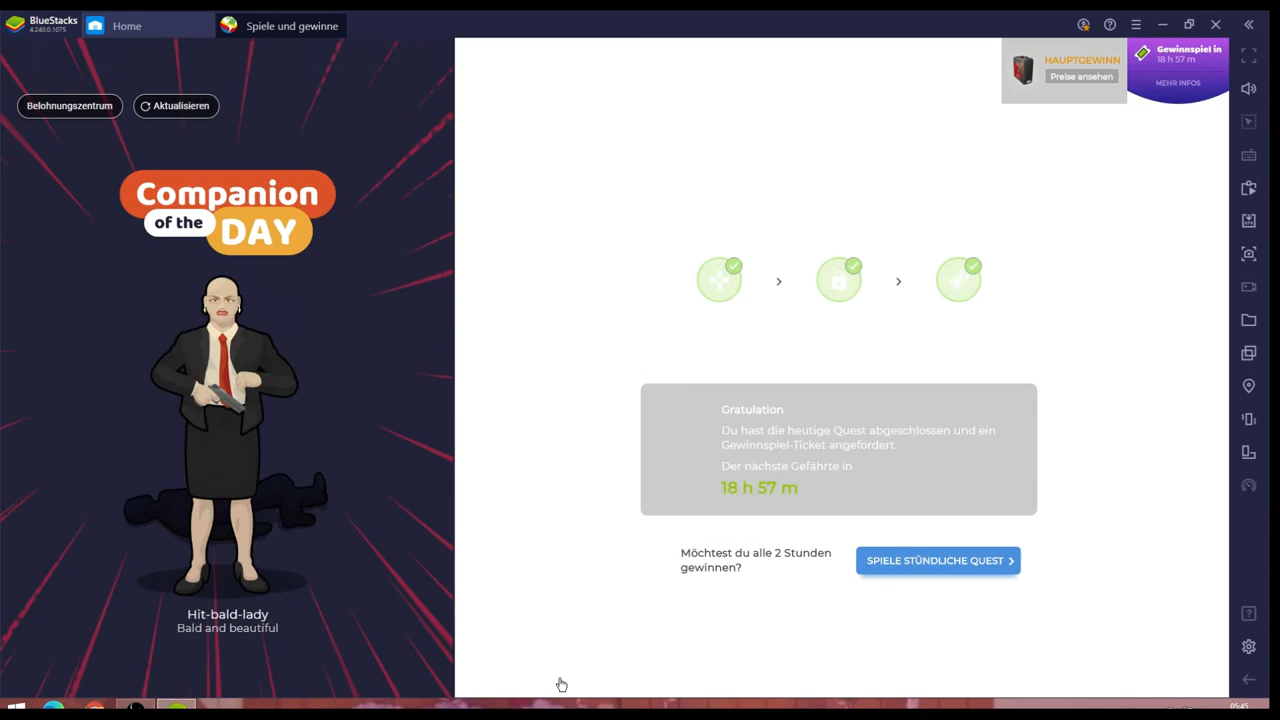 BlueStacks
4.240.0.1075
Home
Spiele und gewinne
Belohnungszentrum
Aktualisieren
HAUPTGEWINN
Preise ansehen
Gewinnspiel in
18 h 57 m
MEHR INFOS
Companion
of the
DAY
Gratulation
Du hast die heutige Quest abgeschlossen und ein
Gewinnspiel-Ticket angefordert.
Der nächste Gefährte in
18 h 57 m
Möchtest du alle 2 Stunden
gewinnen?
SPIELE STÜNDLICHE QUEST
Hit-bald-lady
Bald and beautiful
05:45